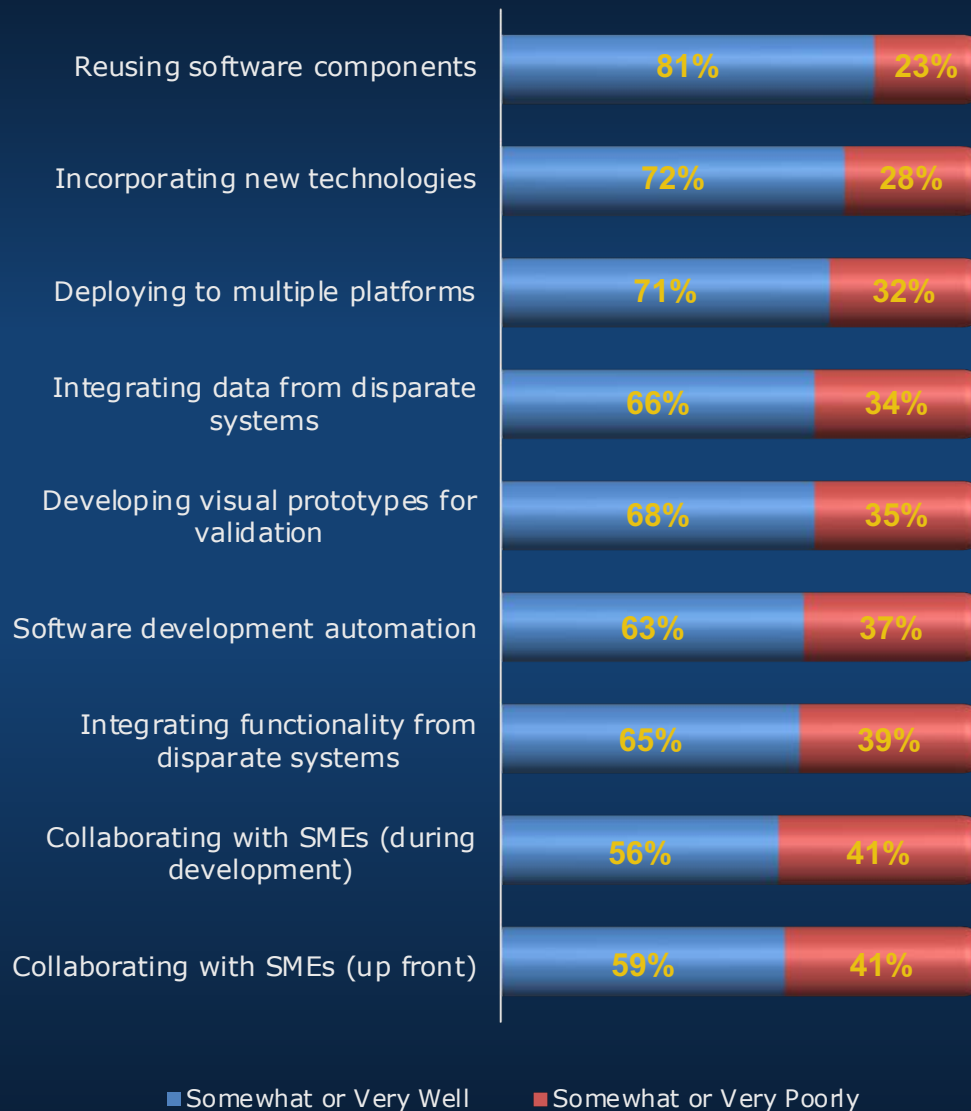 Reusing software components
81%
23%
Incorporating new technologies
72%
28%
Deploying to multiple platforms
71%
32%
Integrating data from disparate
systems
66%
34%
Developing visual prototypes for
validation
68%
35%
Software development automation
63%
37%
Integrating functionality from
disparate systems
65%
39%
Collaborating with SMEs (during
development)
56%
41%
Collaborating with SMEs (up front)
59%
41%
Somewhat or Very Well
Somewhat or Very Poorly